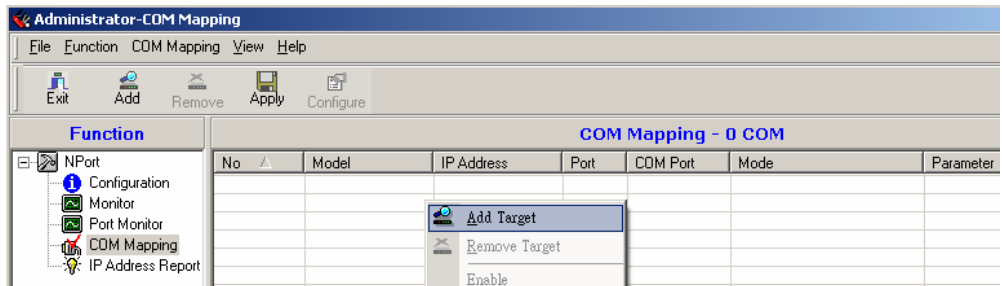 Administrator-COM Mapping
File Function COM Mapping View Help
Exit Add Remove Apply Configure
Function
COM Mapping - 0 COM
NPort
Configuration
Monitor
Port Monitor
COM Mapping
IP Address Report
No Model IP Address Port COM Port Mode Parameter
Add Target
Remove Target
Enable